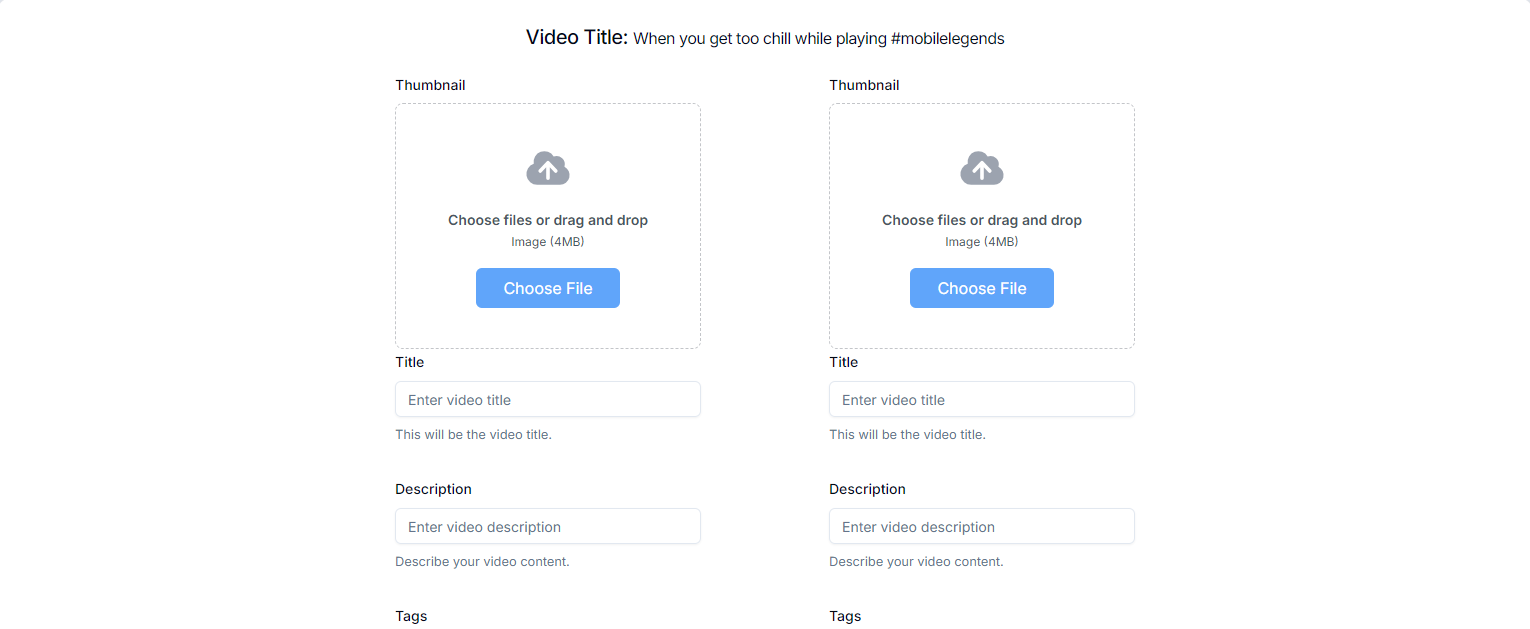 Video Title: When you get too chill while playing #mobilelegends
Thumbnail
Choose files or drag and drop
Image (4MB)
Choose File
Title
Enter video title
This will be the video title.
Description
Enter video description
Describe your video content.
Tags
Thumbnail
Choose files or drag and drop
Image (4MB)
Choose File
Title
Enter video title
This will be the video title.
Description
Enter video description
Describe your video content.
Tags